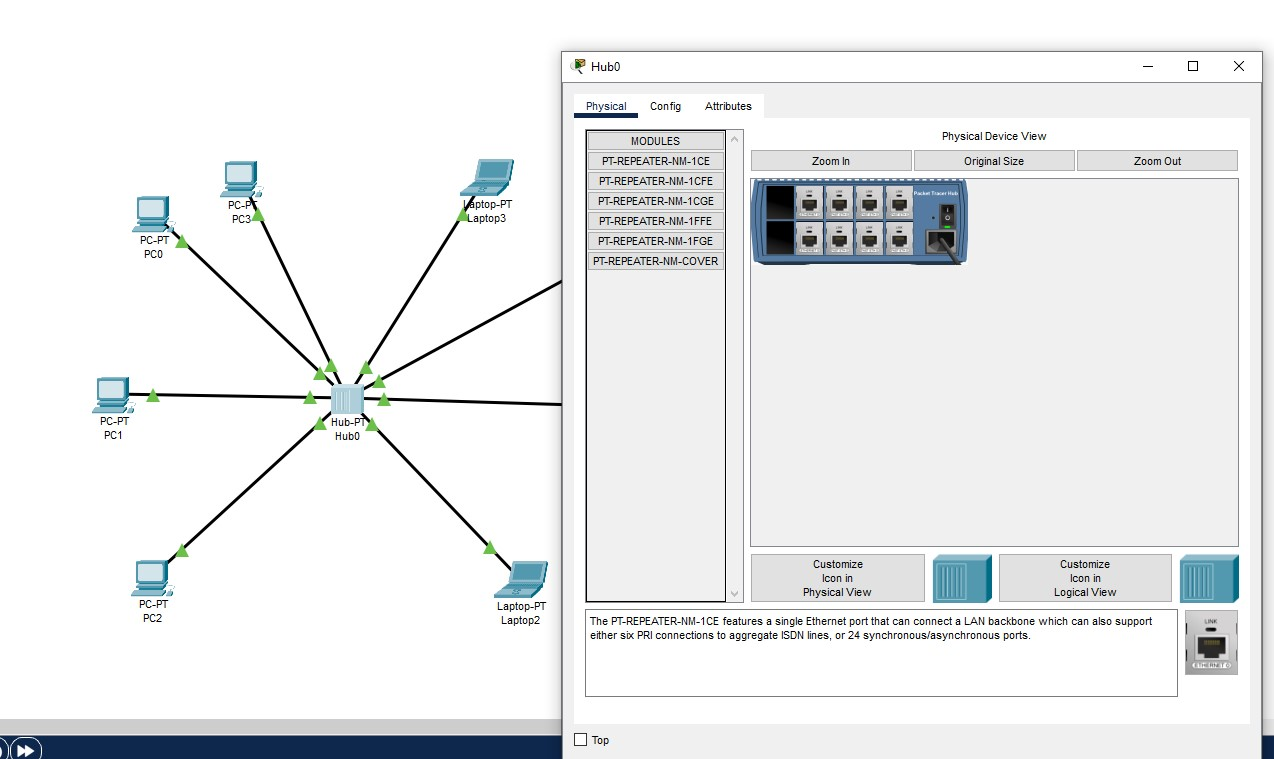 Hub0
Physical
Config
Attributes
MODULES
PT-REPEATER-NM-1CE
PT-REPEATER-NM-1CFE
PT-REPEATER-NM-1CGE
PT-REPEATER-NM-1FFE
PT-REPEATER-NM-1FGE
PT-REPEATER-NM-COVER
Physical Device View
Zoom In
Original Size
Zoom Out
Packet Tracer Hub
Customize
Icon in
Physical View
Customize
Icon in
Logical View
The PT-REPEATER-NM-1CE features a single Ethernet port that can connect a LAN backbone which can also support
either six PRI connections to aggregate ISDN lines, or 24 synchronous/asynchronous ports.
LINK
Top
PC-PT
PC3
PC-PT
PC0
Laptop-PT
Laptop3
PC-PT
PC1
Hub-PT
Hub0
PC-PT
PC2
Laptop-PT
Laptop2